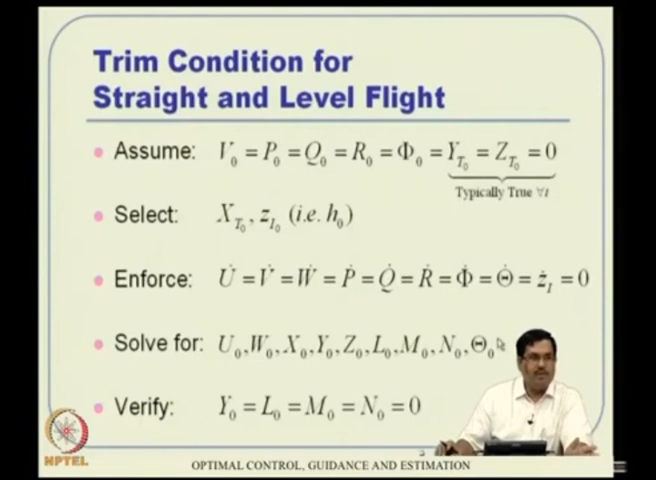 Trim Condition for
Straight and Level Flight
Assume: V₀ = P₀ = Q₀ = R₀ = Φ₀ = Y_T₀ = Z_T₀ = 0
Typically True ∀t
Select: X_T₀, z_I₀ (i.e. h₀)
Enforce: U̇ = V̇ = Ẇ = Ṗ = Q̇ = Ṙ = Φ̇ = Θ̇ = ż_I = 0
Solve for: U₀, W₀, X₀, Y₀, Z₀, L₀, M₀, N₀, Θ₀
Verify: Y₀ = L₀ = M₀ = N₀ = 0
NPTEL
OPTIMAL CONTROL, GUIDANCE AND ESTIMATION